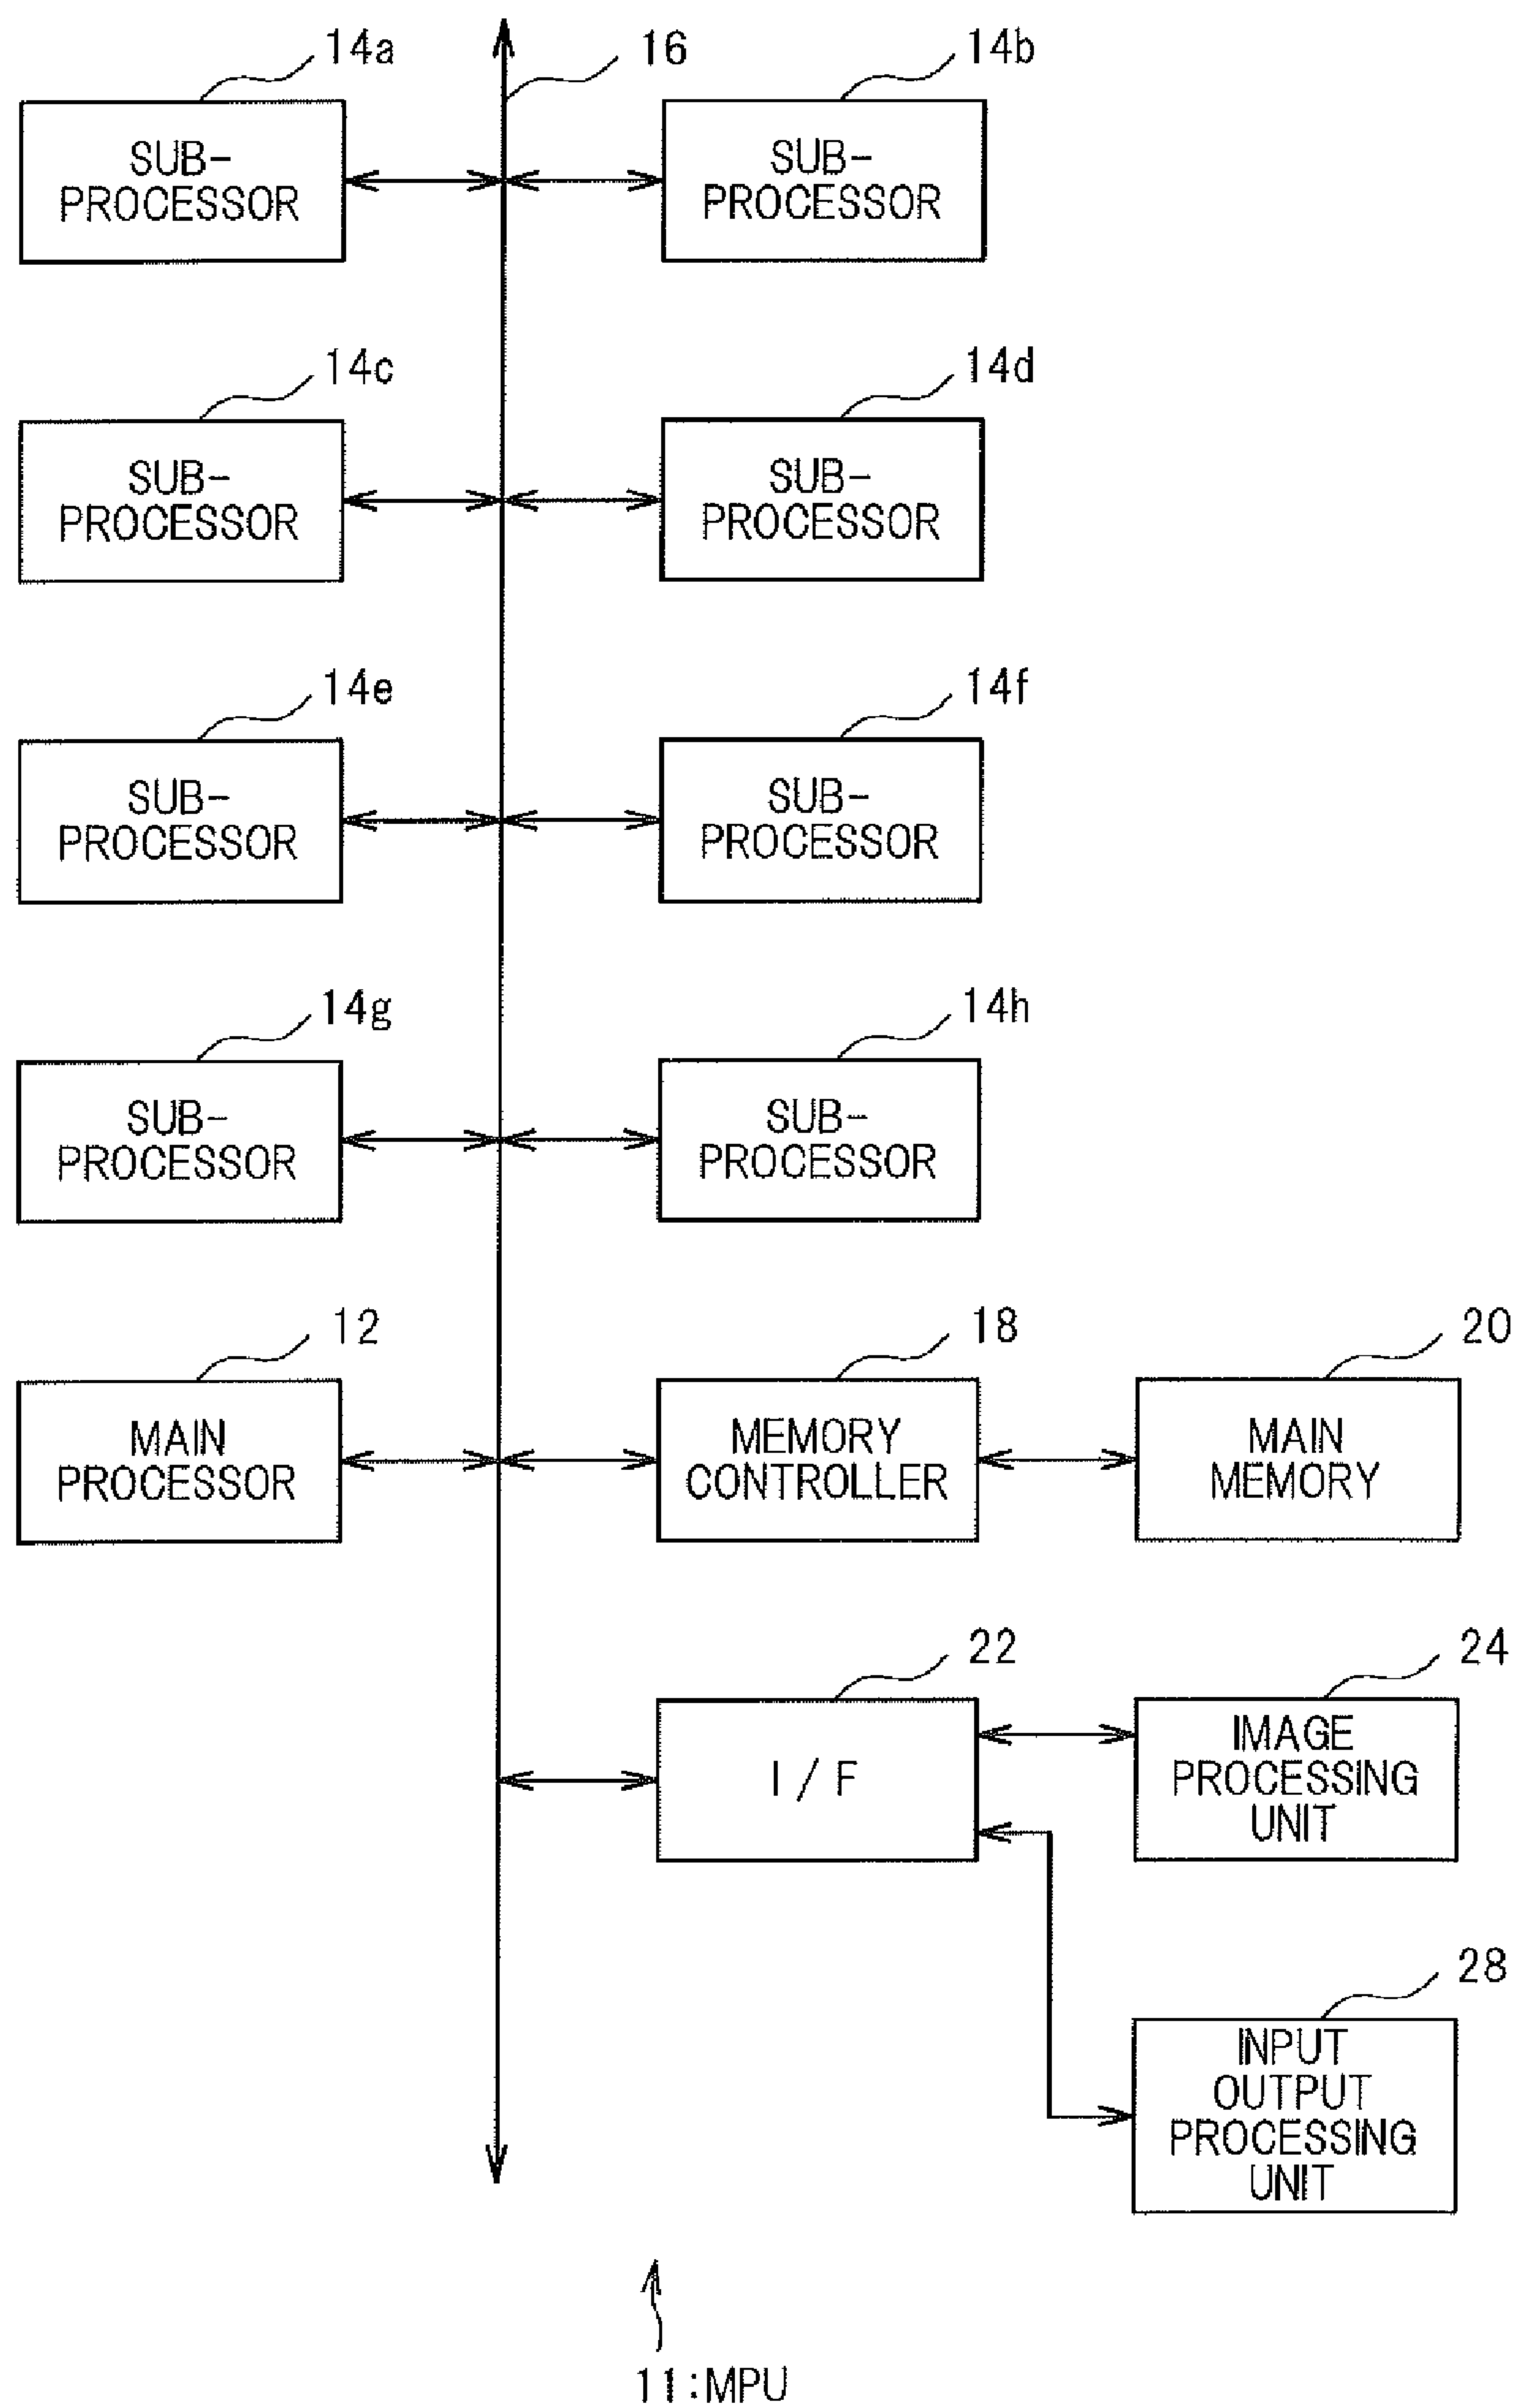 14a
16
14b
SUB-
PROCESSOR
SUB-
PROCESSOR
14c
14d
SUB-
PROCESSOR
SUB-
PROCESSOR
14e
14f
SUB-
PROCESSOR
SUB-
PROCESSOR
14g
14h
SUB-
PROCESSOR
SUB-
PROCESSOR
12
18
20
MAIN
PROCESSOR
MEMORY
CONTROLLER
MAIN
MEMORY
22
24
I/F
IMAGE
PROCESSING
UNIT
28
INPUT
OUTPUT
PROCESSING
UNIT
11:MPU